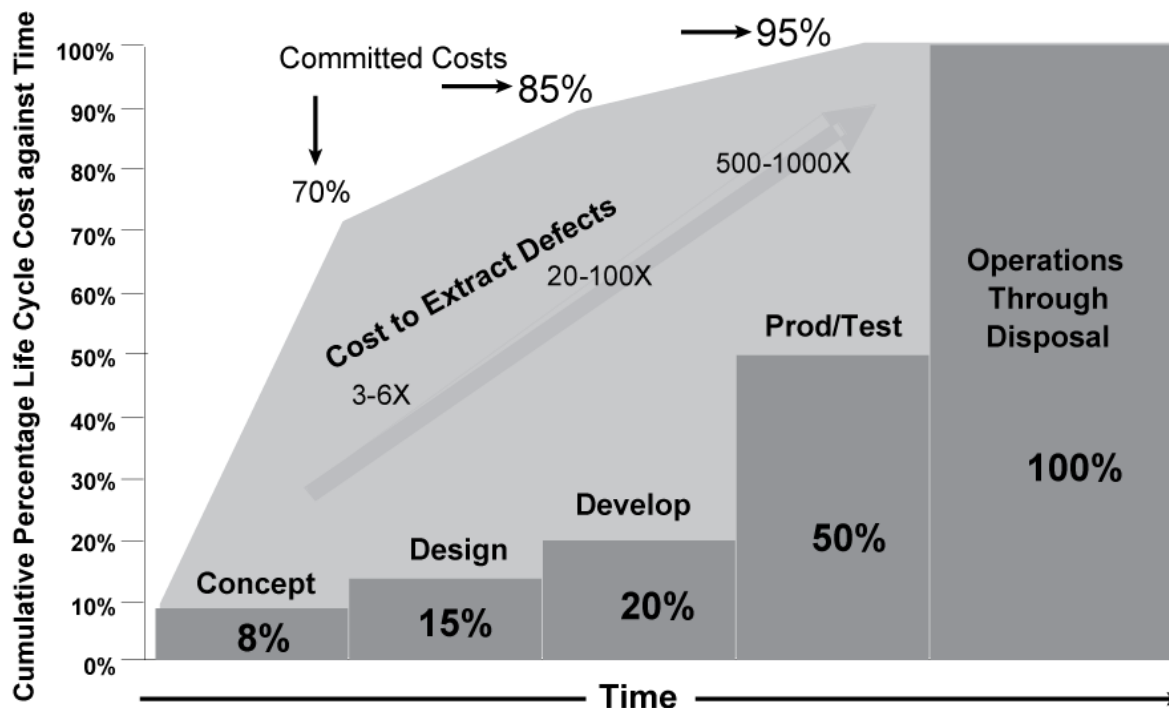 Cumulative Percentage Life Cycle Cost against Time
100%
90%
80%
70%
60%
50%
40%
30%
20%
10%
0%
Committed Costs
70%
85%
95%
Cost to Extract Defects
3-6X
20-100X
500-1000X
Concept
8%
Design
15%
Develop
20%
Prod/Test
50%
Operations
Through
Disposal
100%
Time